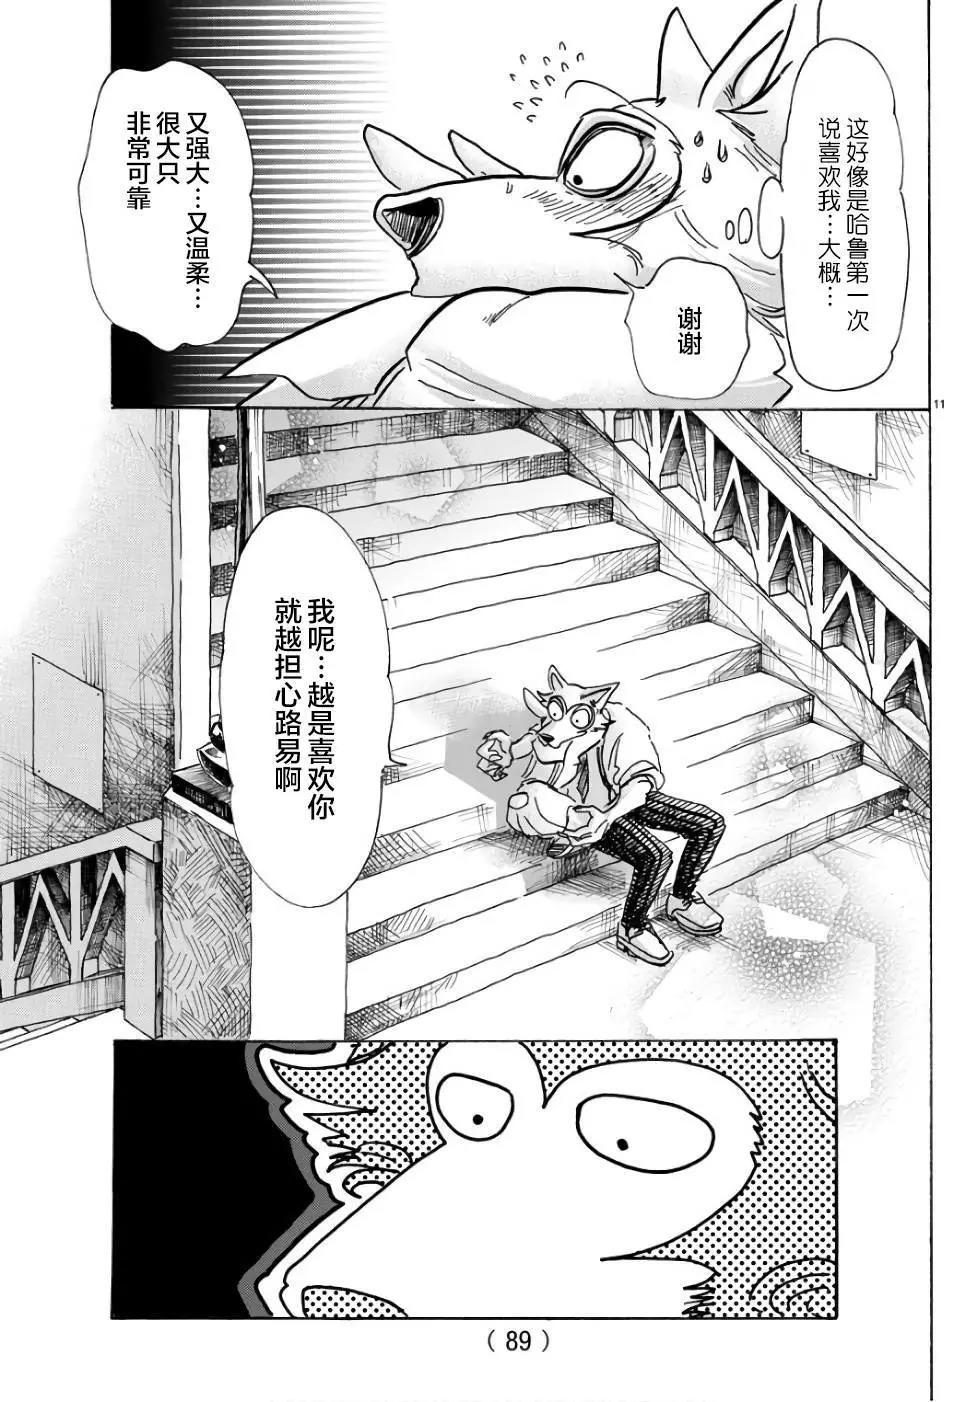 这好像是哈鲁第一次
说喜欢我…大概…
谢谢
又强大…又温柔…
很大只
非常可靠
11
我呢…越是喜欢你
就越担心路易啊
( 89 )